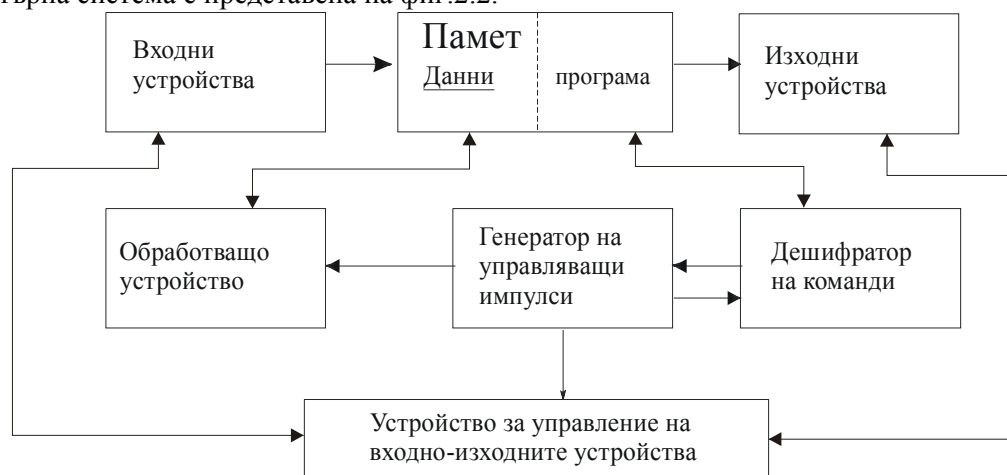 търна система е представена на фиг.2.2.
Входни
устройства
Памет
Данни
програма
Изходни
устройства
Обработващо
устройство
Генератор на
управляващи
импулси
Дешифратор
на команди
Устройство за управление на
входно-изходните устройства